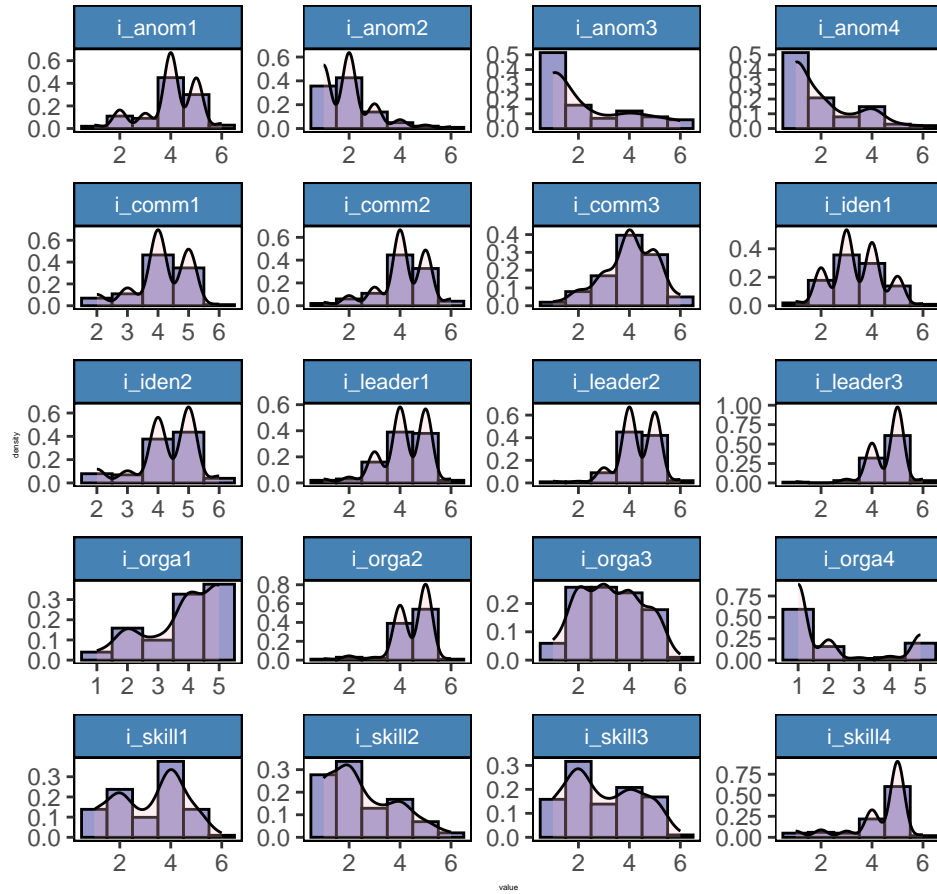 i_anom1 i_anom2 i_anom3 i_anom4
0.6 0.4 0.2 0.0 0.6 0.4 0.2 0.0 0.5 0.4 0.3 0.2 0.1 0.0 0.5 0.4 0.3 0.2 0.1 0.0
2 4 6 2 4 6 2 4 6 2 4 6
i_comm1 i_comm2 i_comm3 i_iden1
0.6 0.4 0.2 0.0 0.6 0.4 0.2 0.0 0.4 0.3 0.2 0.1 0.0 0.4 0.2 0.0
2 3 4 5 6 2 4 6 2 4 6 2 4 6
i_iden2 i_leader1 i_leader2 i_leader3
0.6 0.4 0.2 0.0 0.6 0.4 0.2 0.0 0.6 0.4 0.2 0.0 1.00 0.75 0.50 0.25 0.00
2 3 4 5 6 2 4 6 2 4 6 2 4 6
density
i_orga1 i_orga2 i_orga3 i_orga4
0.3 0.2 0.1 0.0 0.8 0.6 0.4 0.2 0.0 0.2 0.1 0.0 0.75 0.50 0.25 0.00
1 2 3 4 5 2 4 6 2 4 6 1 2 3 4 5
i_skill1 i_skill2 i_skill3 i_skill4
0.3 0.2 0.1 0.0 0.3 0.2 0.1 0.0 0.3 0.2 0.1 0.0 0.75 0.50 0.25 0.00
2 4 6 2 4 6 2 4 6 2 4 6
value